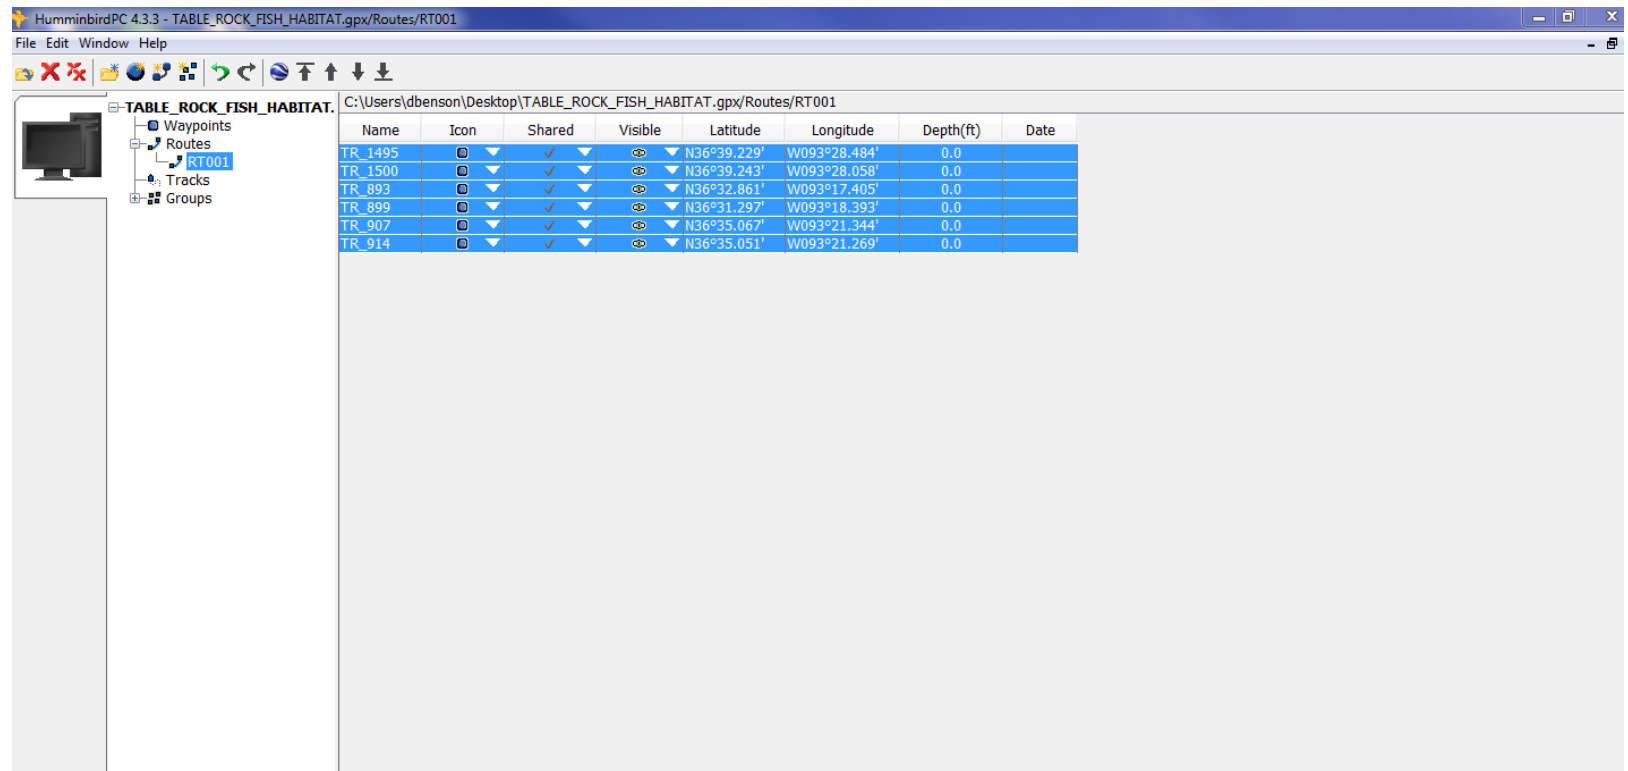 HumminbirdPC 4.3.3 - TABLE_ROCK_FISH_HABITAT.gpx/Routes/RT001
File Edit Window Help
TABLE_ROCK_FISH_HABITAT.
Waypoints
Routes
RT001
Tracks
Groups
C:\Users\dbenson\Desktop\TABLE_ROCK_FISH_HABITAT.gpx/Routes/RT001
Name Icon Shared Visible Latitude Longitude Depth(ft) Date
TR_1495 N36°39.229' W093°28.484' 0.0
TR_1500 N36°39.243' W093°28.058' 0.0
TR_893 N36°32.861' W093°17.405' 0.0
TR_899 N36°31.297' W093°18.393' 0.0
TR_907 N36°35.067' W093°21.344' 0.0
TR_914 N36°35.051' W093°21.269' 0.0